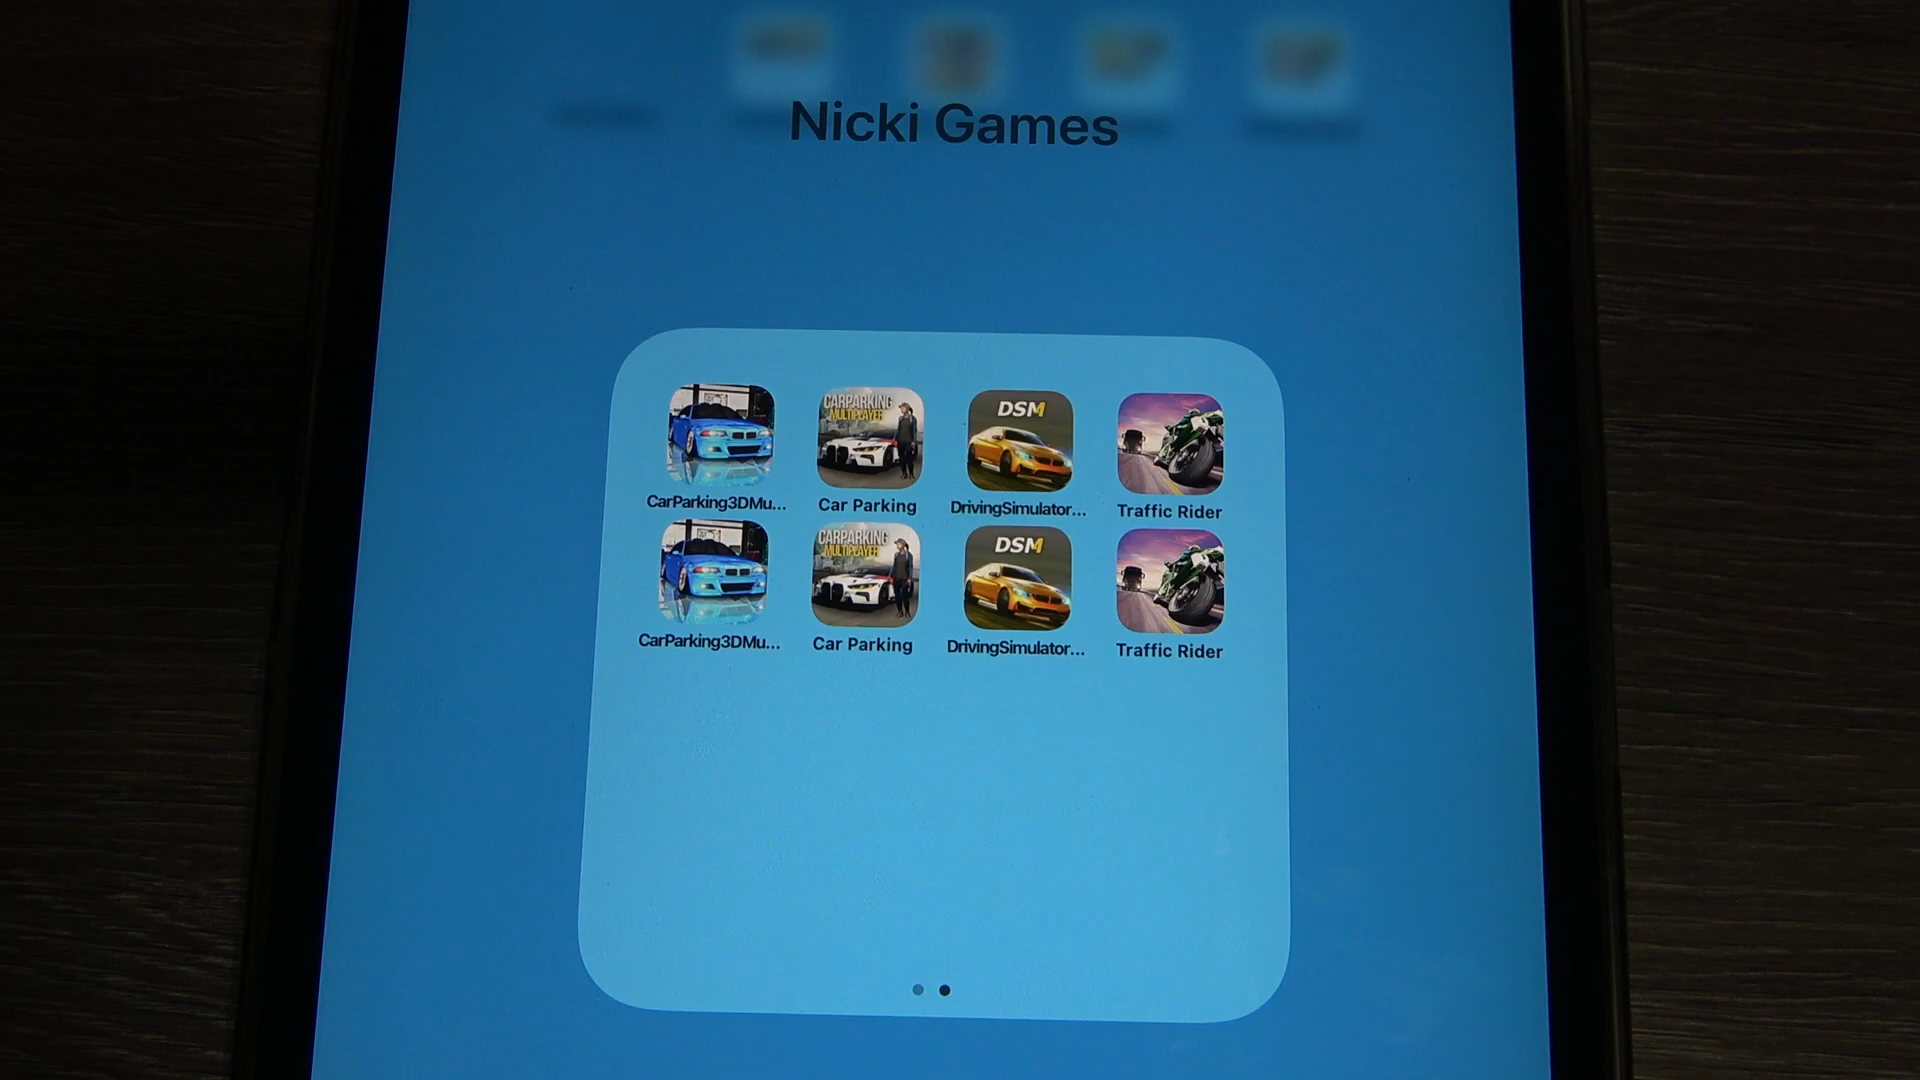 Nicki Games
CARPARKING
MULTIPLAYER
DSM
CarParking3DMu...
Car Parking
DrivingSimulator...
Traffic Rider
CARPARKING
MULTIPLAYER
DSM
CarParking3DMu...
Car Parking
DrivingSimulator...
Traffic Rider